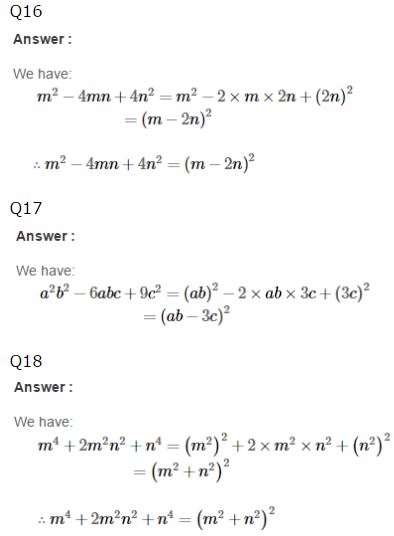 Q16
Answer :
We have:
m² − 4mn + 4n² = m² − 2 × m × 2n + (2n)²
= (m − 2n)²
∴ m² − 4mn + 4n² = (m − 2n)²
Q17
Answer :
We have:
a²b² − 6abc + 9c² = (ab)² − 2 × ab × 3c + (3c)²
= (ab − 3c)²
Q18
Answer :
We have:
m⁴ + 2m²n² + n⁴ = (m²)² + 2 × m² × n² + (n²)²
= (m² + n²)²
∴ m⁴ + 2m²n² + n⁴ = (m² + n²)²